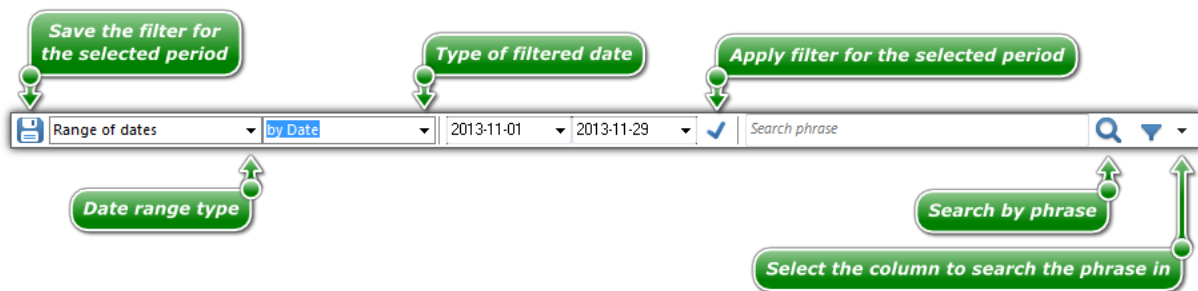 Save the filter for
the selected period
Type of filtered date
Apply filter for the selected period
Range of dates
by Date
2013-11-01
2013-11-29
Search phrase
Date range type
Search by phrase
Select the column to search the phrase in